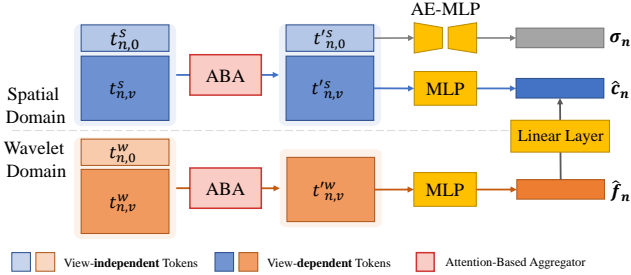 AE-MLP
t^s_{n,0} t'^s_{n,0} σ_n
t^s_{n,v} ABA t'^s_{n,v} MLP ĉ_n
Spatial
Domain
Linear Layer
Wavelet
Domain
t^w_{n,0}
t^w_{n,v} ABA t'^w_{n,v} MLP f̂_n
View-independent Tokens View-dependent Tokens Attention-Based Aggregator